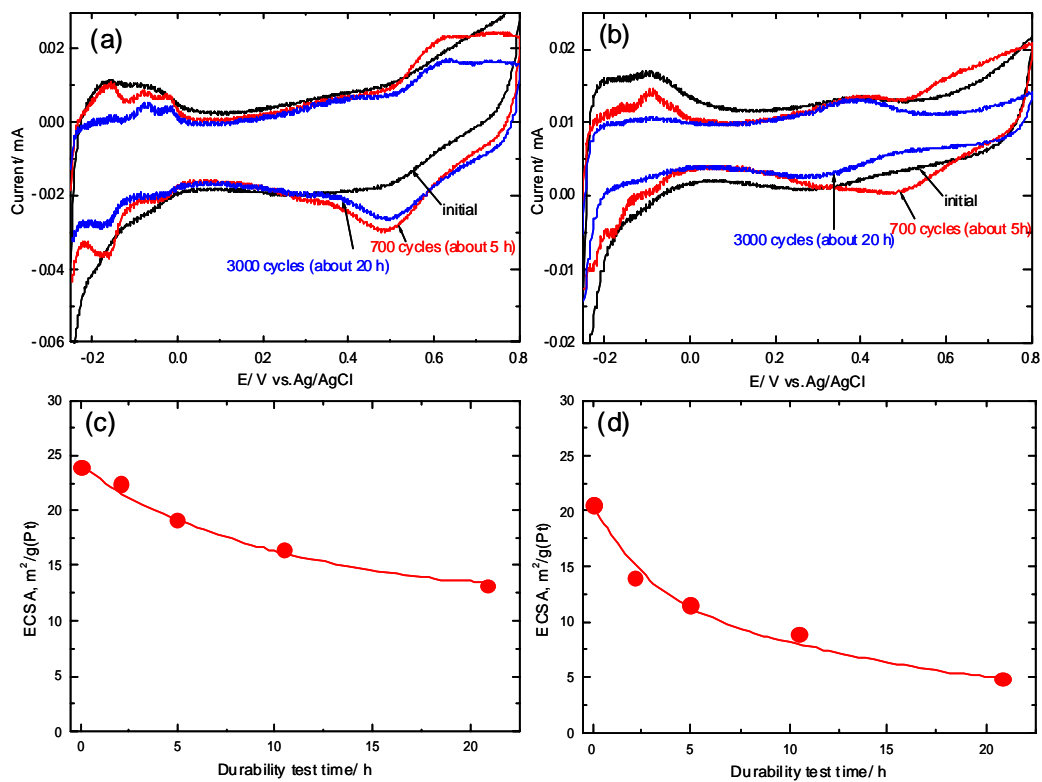 (a)
0.02
0.00
-0.02
-0.04
-0.06
Current/ mA
-0.2
0.0
0.2
0.4
0.6
0.8
E/ V vs.Ag/AgCl
initial
700 cycles (about 5 h)
3000 cycles (about 20 h)
(b)
0.02
0.01
0.00
-0.01
-0.02
Current/ mA
-0.2
0.0
0.2
0.4
0.6
0.8
E/ V vs.Ag/AgCl
initial
700 cycles (about 5h)
3000 cycles (about 20 h)
(c)
30
25
20
15
10
5
0
ECSA, m²/g(Pt)
0
5
10
15
20
Durability test time/ h
(d)
30
25
20
15
10
5
0
ECSA, m²/g(Pt)
0
5
10
15
20
Durability test time/ h